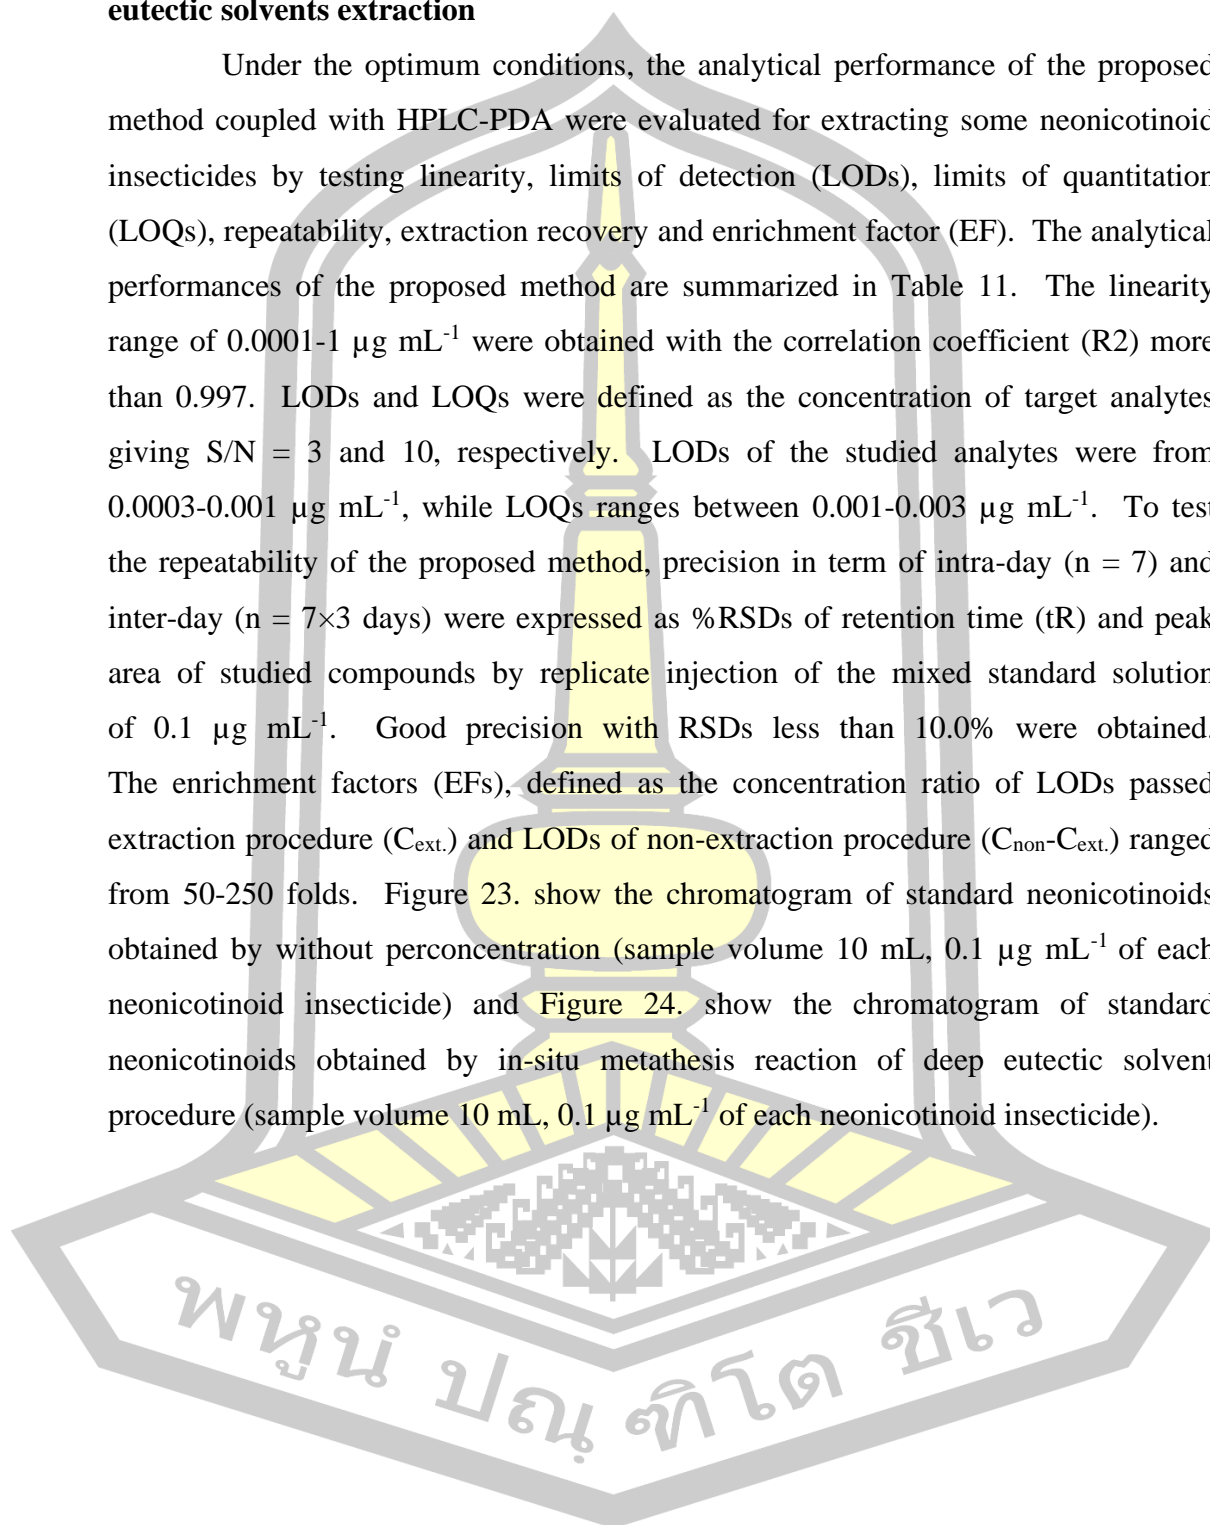 eutectic solvents extraction
Under the optimum conditions, the analytical performance of the proposed
method coupled with HPLC-PDA were evaluated for extracting some neonicotinoid
insecticides by testing linearity, limits of detection (LODs), limits of quantitation
(LOQs), repeatability, extraction recovery and enrichment factor (EF). The analytical
performances of the proposed method are summarized in Table 11. The linearity
range of 0.0001-1 µg mL-1 were obtained with the correlation coefficient (R2) more
than 0.997. LODs and LOQs were defined as the concentration of target analytes
giving S/N = 3 and 10, respectively. LODs of the studied analytes were from
0.0003-0.001 µg mL-1, while LOQs ranges between 0.001-0.003 µg mL-1. To test
the repeatability of the proposed method, precision in term of intra-day (n = 7) and
inter-day (n = 7×3 days) were expressed as %RSDs of retention time (tR) and peak
area of studied compounds by replicate injection of the mixed standard solution
of 0.1 µg mL-1. Good precision with RSDs less than 10.0% were obtained.
The enrichment factors (EFs), defined as the concentration ratio of LODs passed
extraction procedure (Cext.) and LODs of non-extraction procedure (Cnon-Cext.) ranged
from 50-250 folds. Figure 23. show the chromatogram of standard neonicotinoids
obtained by without perconcentration (sample volume 10 mL, 0.1 µg mL-1 of each
neonicotinoid insecticide) and Figure 24. show the chromatogram of standard
neonicotinoids obtained by in-situ metathesis reaction of deep eutectic solvent
procedure (sample volume 10 mL, 0.1 µg mL-1 of each neonicotinoid insecticide).
พหูนํ ปณฺฑิโต ชีเว